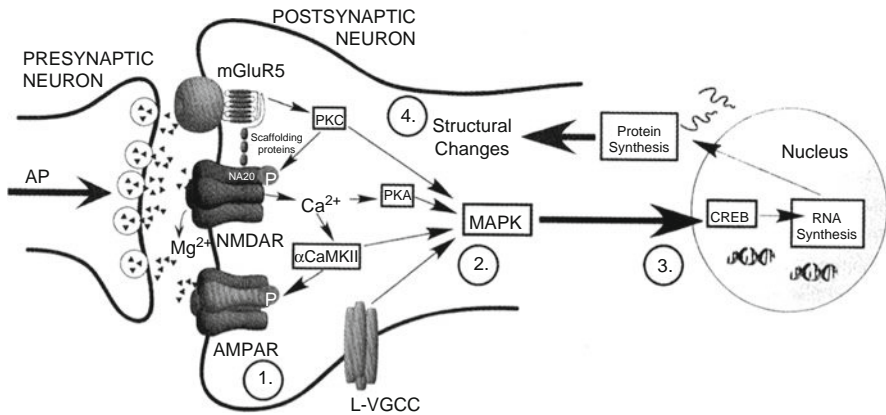 POSTSYNAPTIC
NEURON
PRESYNAPTIC
NEURON
mGluR5
PKC
Scaffolding
proteins
NA20
P
AP
Ca2+
PKA
Mg2+
NMDAR
αCaMKII
P
AMPAR
1.
L-VGCC
MAPK
2.
3.
4.
Structural
Changes
Protein
Synthesis
Nucleus
CREB
RNA
Synthesis